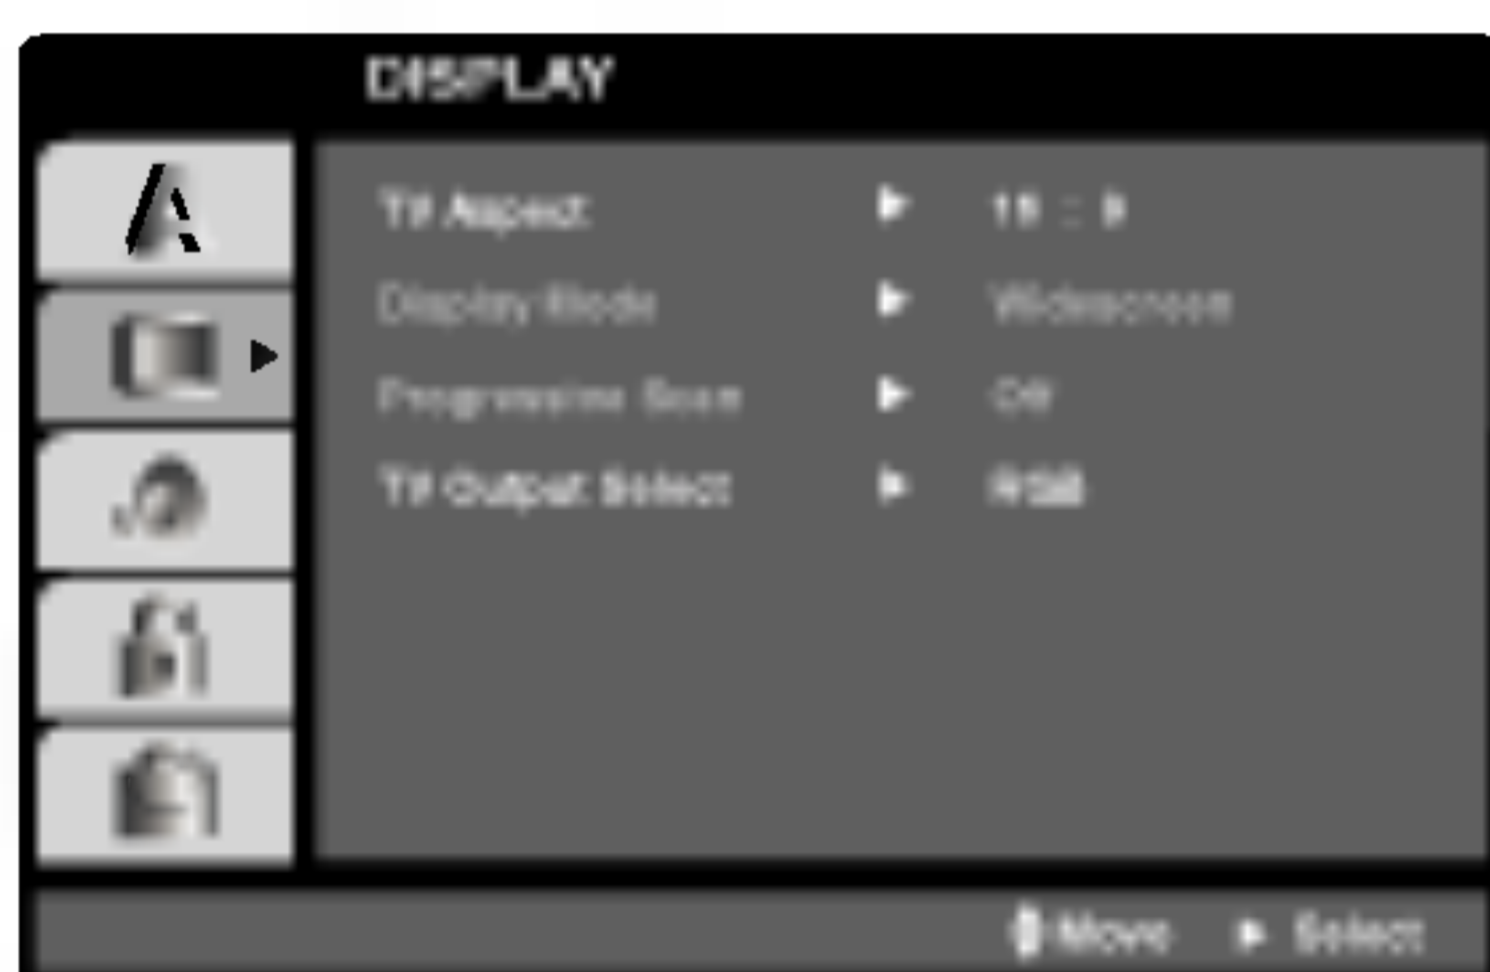 DISPLAY
TV Aspect ► 16 : 9
Display Mode ► Widescreen
Progressive Scan ► Off
TV Output Select ► RGB
Move ► Select